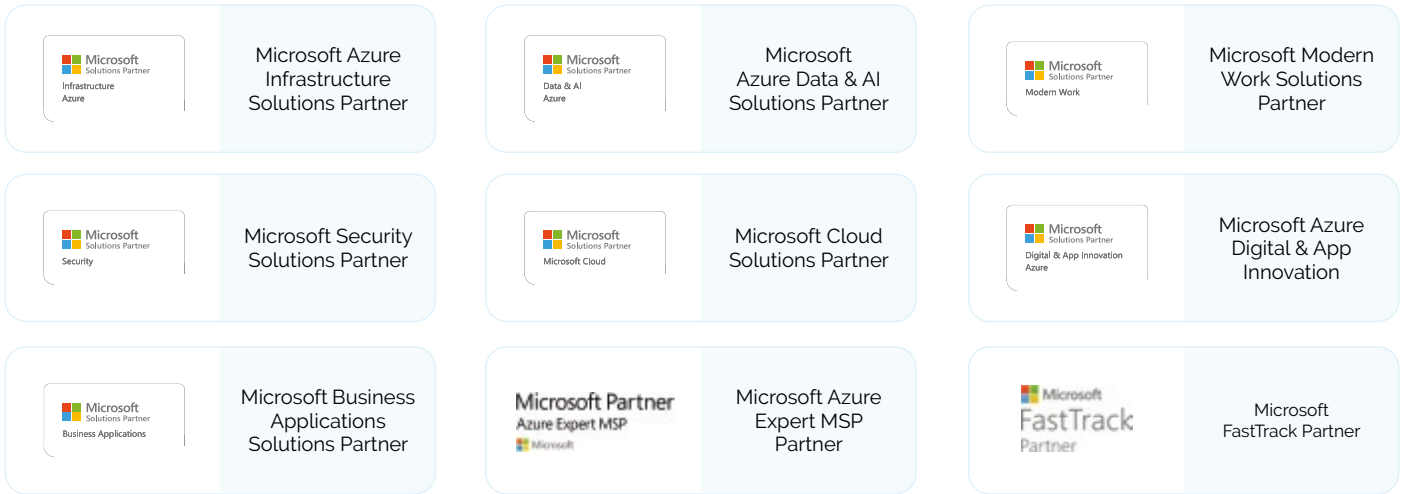 Microsoft
Solutions Partner
Infrastructure
Azure
Microsoft Azure
Infrastructure
Solutions Partner
Microsoft
Solutions Partner
Data & AI
Azure
Microsoft
Azure Data & AI
Solutions Partner
Microsoft
Solutions Partner
Modern Work
Microsoft Modern
Work Solutions
Partner
Microsoft
Solutions Partner
Security
Microsoft Security
Solutions Partner
Microsoft
Solutions Partner
Microsoft Cloud
Microsoft Cloud
Solutions Partner
Microsoft
Solutions Partner
Digital & App Innovation
Azure
Microsoft Azure
Digital & App
Innovation
Microsoft
Solutions Partner
Business Applications
Microsoft Business
Applications
Solutions Partner
Microsoft Partner
Azure Expert MSP
Microsoft
Microsoft Azure
Expert MSP
Partner
Microsoft
FastTrack
Partner
Microsoft
FastTrack Partner